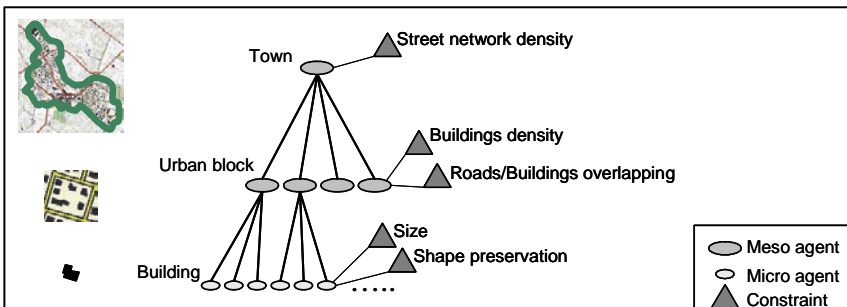 Street network density
Town
Buildings density
Urban block
Roads/Buildings overlapping
Size
Shape preservation
Building
.....
Meso agent
Micro agent
Constraint